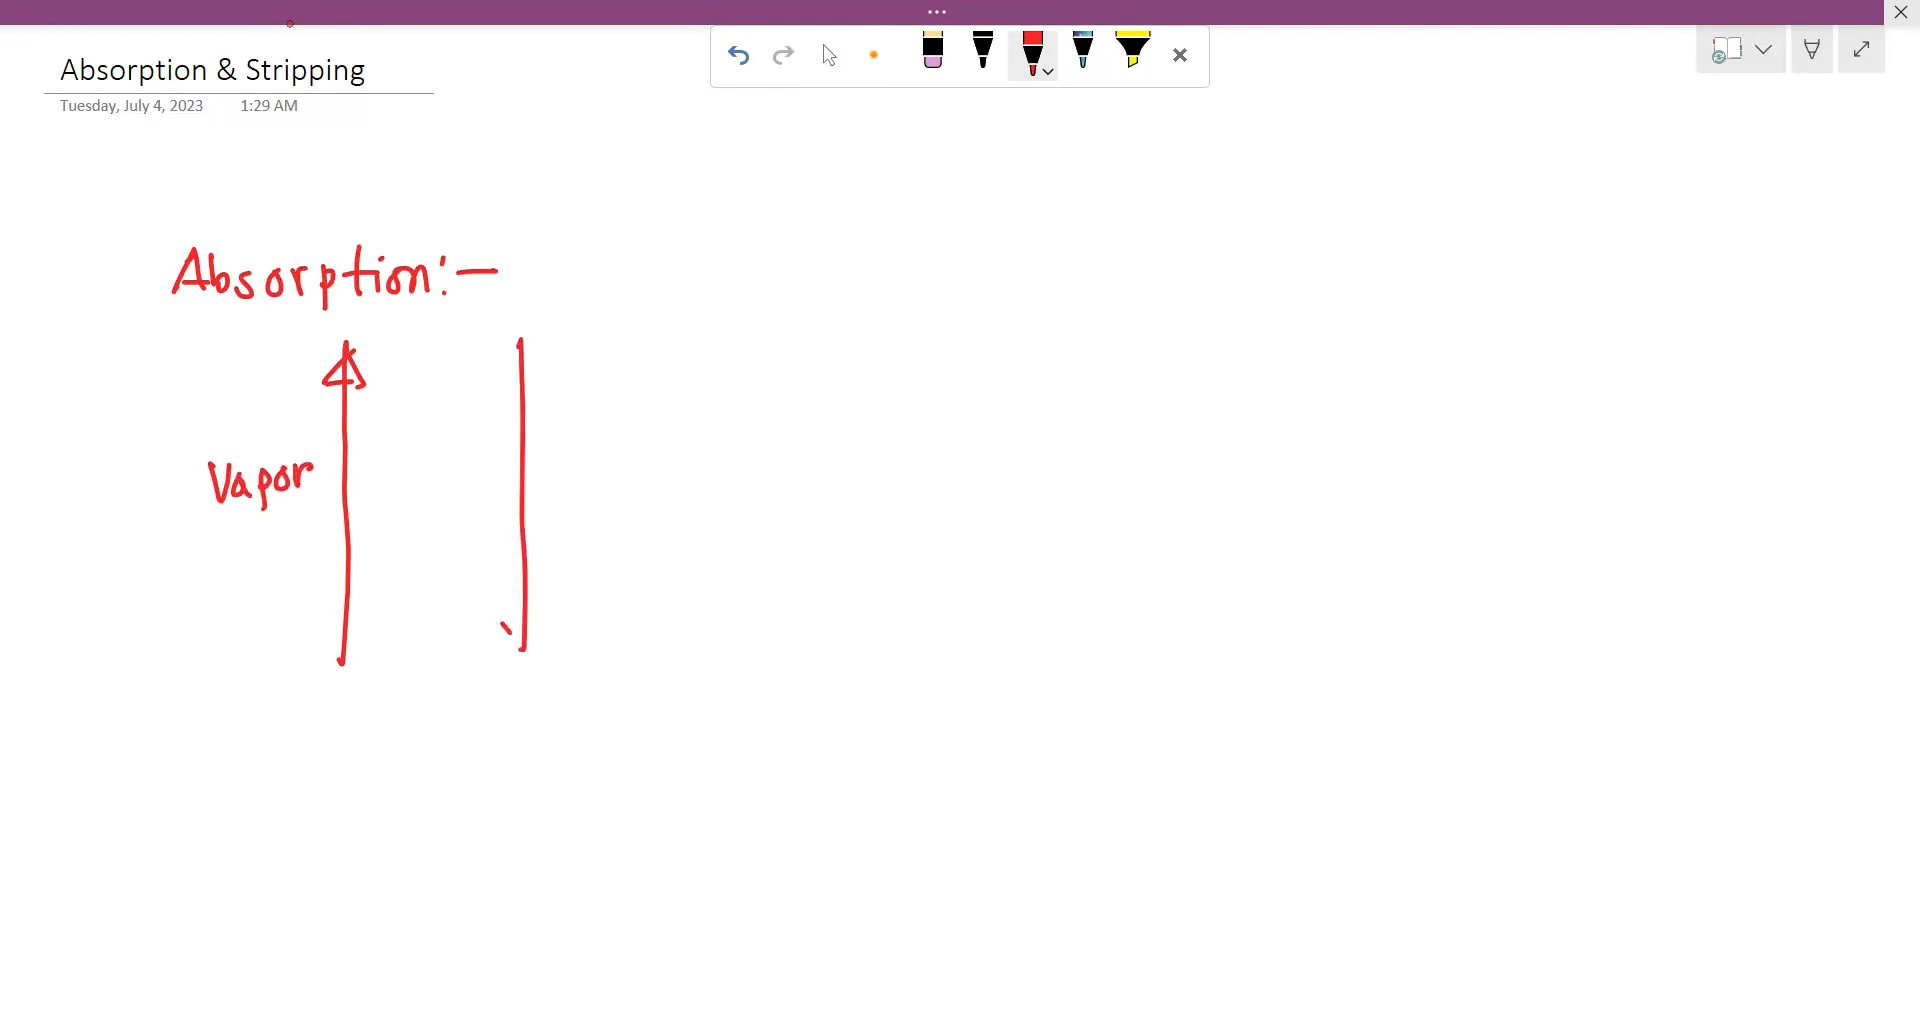 Absorption & Stripping
Tuesday, July 4, 2023 1:29 AM
Absorption:-
Vapor